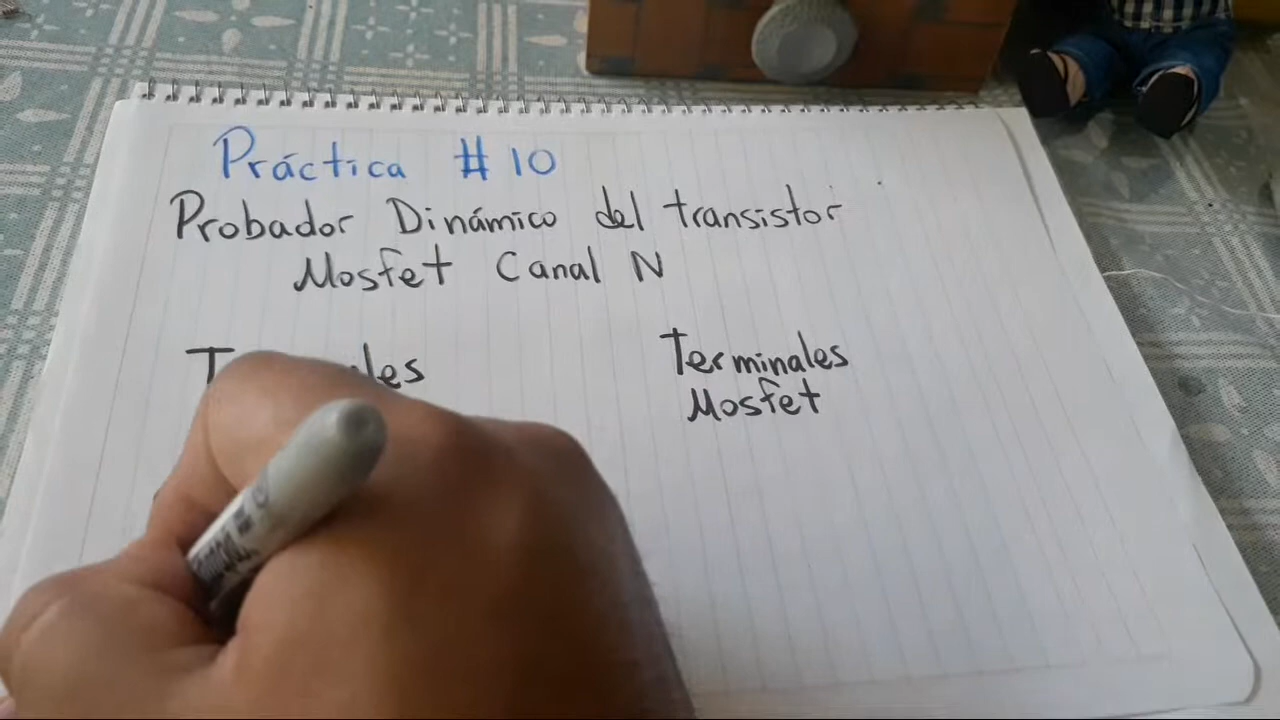 Práctica # 10
Probador Dinámico del transistor
Mosfet Canal N
Terminales
Mosfet